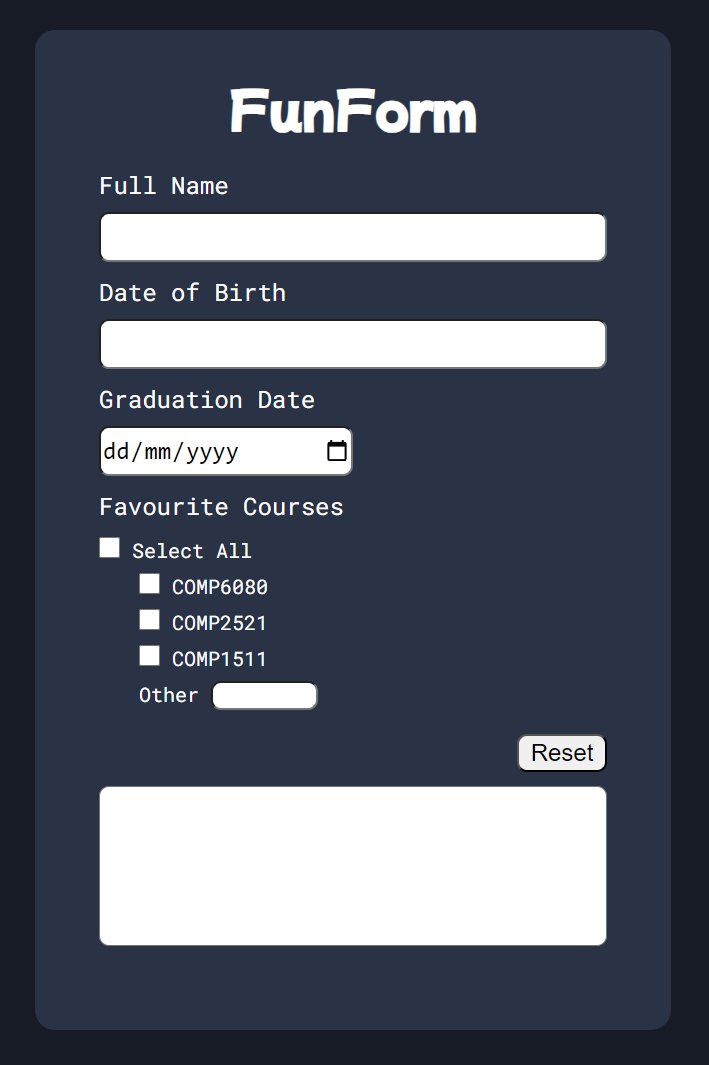 FunForm
Full Name
Date of Birth
Graduation Date
dd/mm/yyyy
Favourite Courses
Select All
COMP6080
COMP2521
COMP1511
Other
Reset